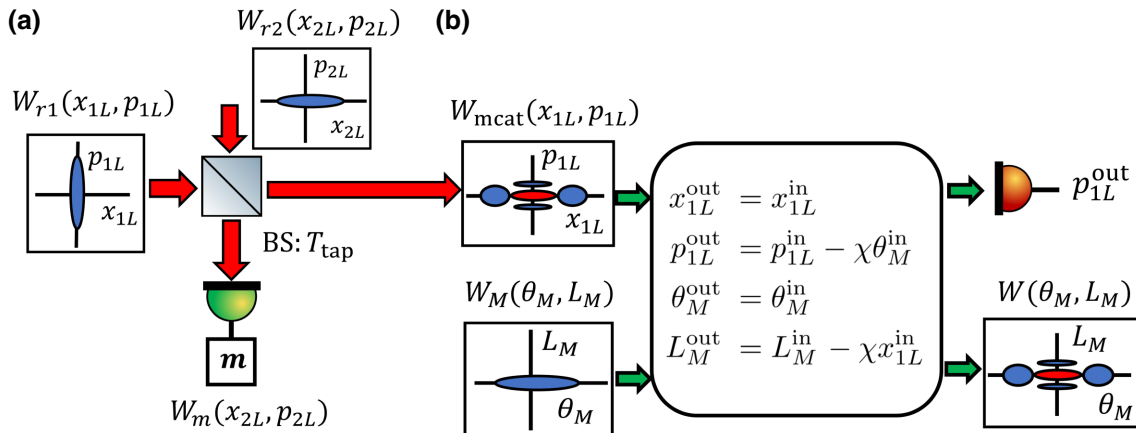 (a)
W_{r2}(x_{2L}, p_{2L})
p_{2L}
x_{2L}
W_{r1}(x_{1L}, p_{1L})
p_{1L}
x_{1L}
BS: T_{tap}
m
W_m(x_{2L}, p_{2L})
(b)
W_{mcat}(x_{1L}, p_{1L})
p_{1L}
x_{1L}
W_M(θ_M, L_M)
L_M
θ_M
x_{1L}^{out} = x_{1L}^{in}
p_{1L}^{out} = p_{1L}^{in} − χθ_M^{in}
θ_M^{out} = θ_M^{in}
L_M^{out} = L_M^{in} − χx_{1L}^{in}
p_{1L}^{out}
W(θ_M, L_M)
L_M
θ_M